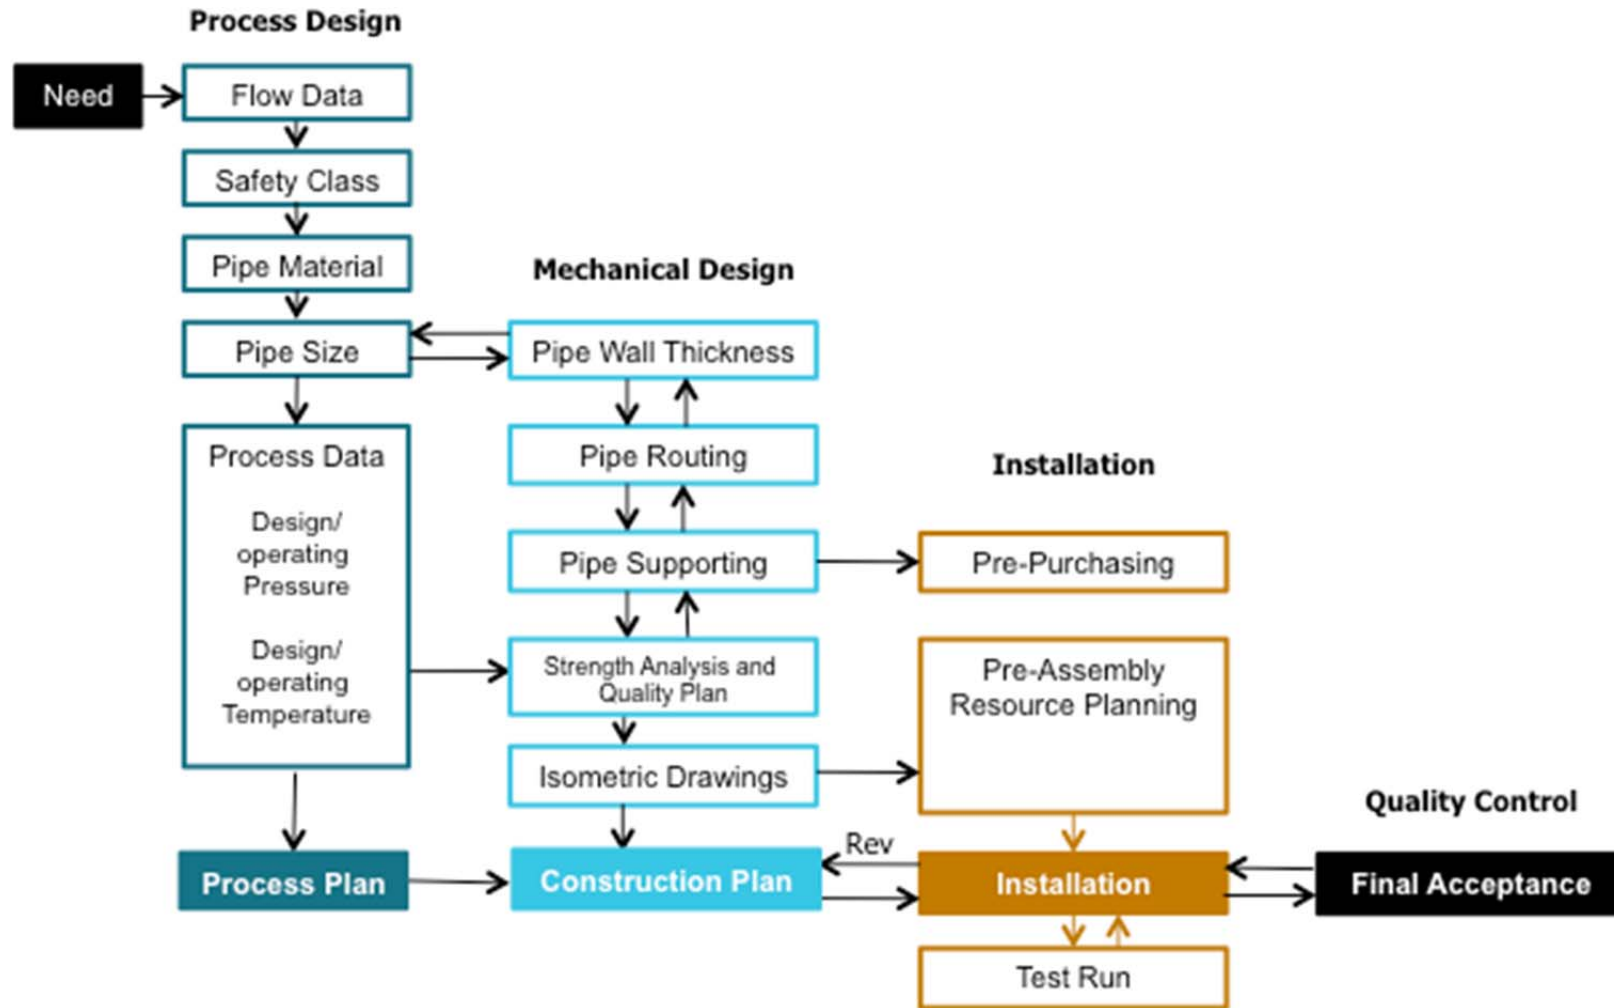 Process Design
Need
Flow Data
Safety Class
Pipe Material
Pipe Size
Process Data
Design/
operating
Pressure
Design/
operating
Temperature
Process Plan
Mechanical Design
Pipe Wall Thickness
Pipe Routing
Pipe Supporting
Strength Analysis and
Quality Plan
Isometric Drawings
Construction Plan
Rev
Installation
Pre-Purchasing
Pre-Assembly
Resource Planning
Installation
Test Run
Quality Control
Final Acceptance